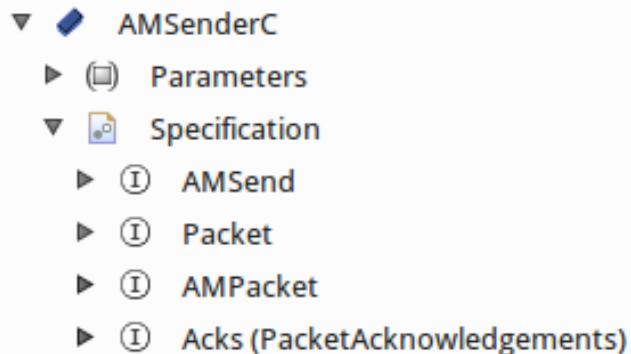 AMSenderC
Parameters
Specification
AMSend
Packet
AMPacket
Acks (PacketAcknowledgements)